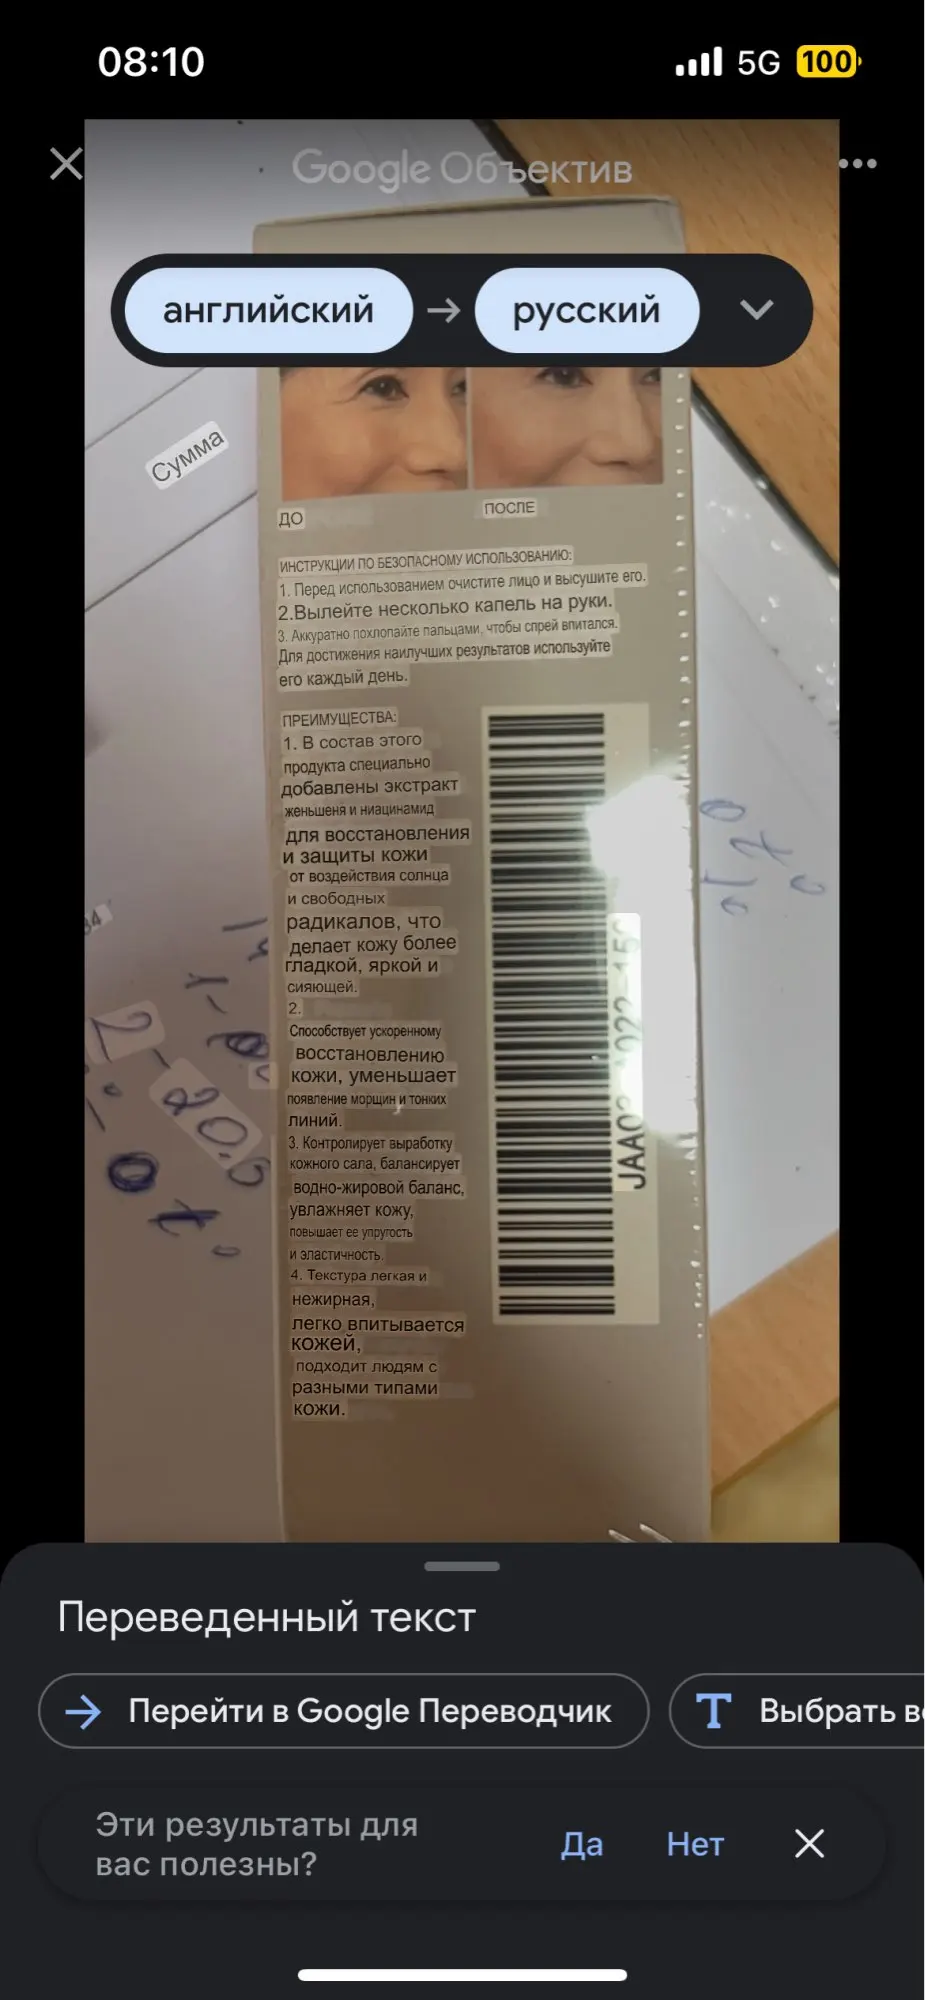 08:10
5G
100
Google Объектив
английский → русский
Сумма
ДО
ПОСЛЕ
ИНСТРУКЦИИ ПО БЕЗОПАСНОМУ ИСПОЛЬЗОВАНИЮ:
1. Перед использованием очистите лицо и высушите его.
2.Вылейте несколько капель на руки.
3. Аккуратно похлопайте пальцами, чтобы спрей впитался.
Для достижения наилучших результатов используйте
его каждый день.
ПРЕИМУЩЕСТВА:
1. В состав этого
продукта специально
добавлены экстракт
женьшеня и ниацинамид
для восстановления
и защиты кожи
от воздействия солнца
и свободных
радикалов, что
делает кожу более
гладкой, яркой и
сияющей.
2.
Способствует ускоренному
восстановлению
кожи, уменьшает
появление морщин и тонких
линий.
3. Контролирует выработку
кожного сала, балансирует
водно-жировой баланс,
увлажняет кожу,
повышает ее упругость
и эластичность.
4. Текстура легкая и
нежирная,
легко впитывается
кожей,
подходит людям с
разными типами
кожи.
Переведенный текст
Перейти в Google Переводчик
Выбрать
Эти результаты для
вас полезны?
Да
Нет